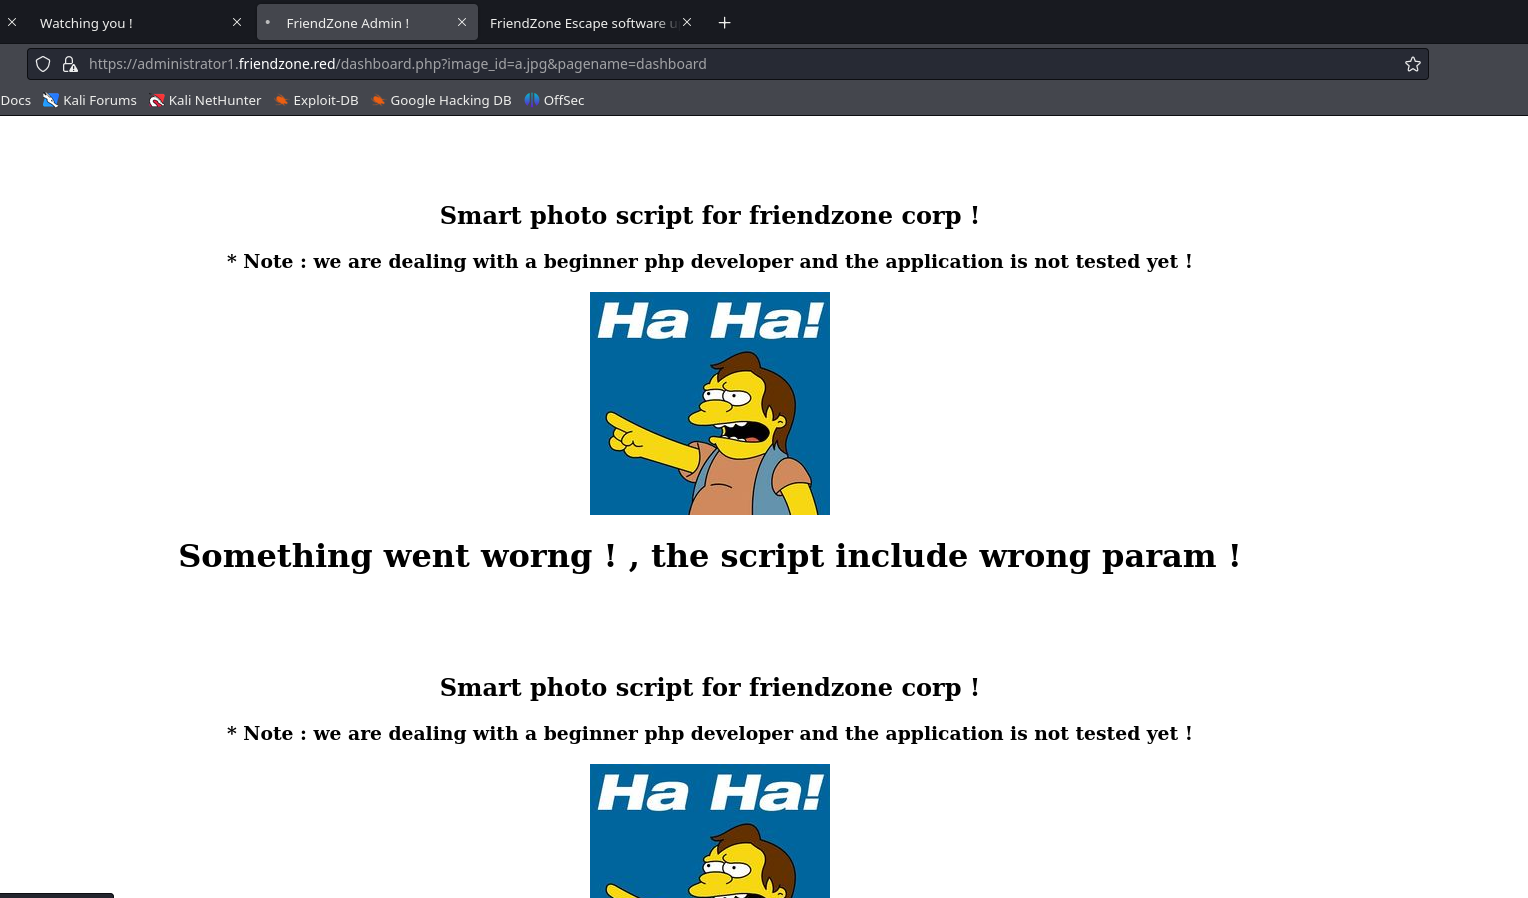 Watching you !
FriendZone Admin !
FriendZone Escape software u
https://administrator1.friendzone.red/dashboard.php?image_id=a.jpg&pagename=dashboard
Docs Kali Forums Kali NetHunter Exploit-DB Google Hacking DB OffSec
Smart photo script for friendzone corp !
* Note : we are dealing with a beginner php developer and the application is not tested yet !
Ha Ha!
Something went worng ! , the script include wrong param !
Smart photo script for friendzone corp !
* Note : we are dealing with a beginner php developer and the application is not tested yet !
Ha Ha!